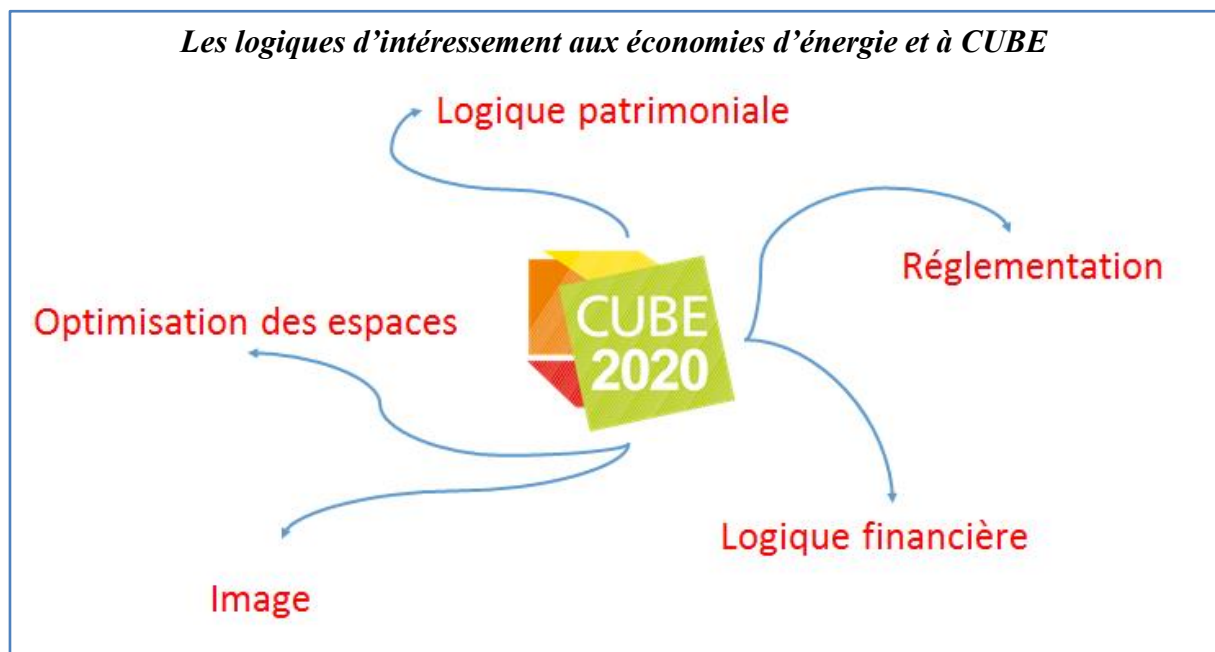 Les logiques d’intéressement aux économies d’énergie et à CUBE
Logique patrimoniale
Réglementation
Optimisation des espaces
CUBE
2020
Logique financière
Image